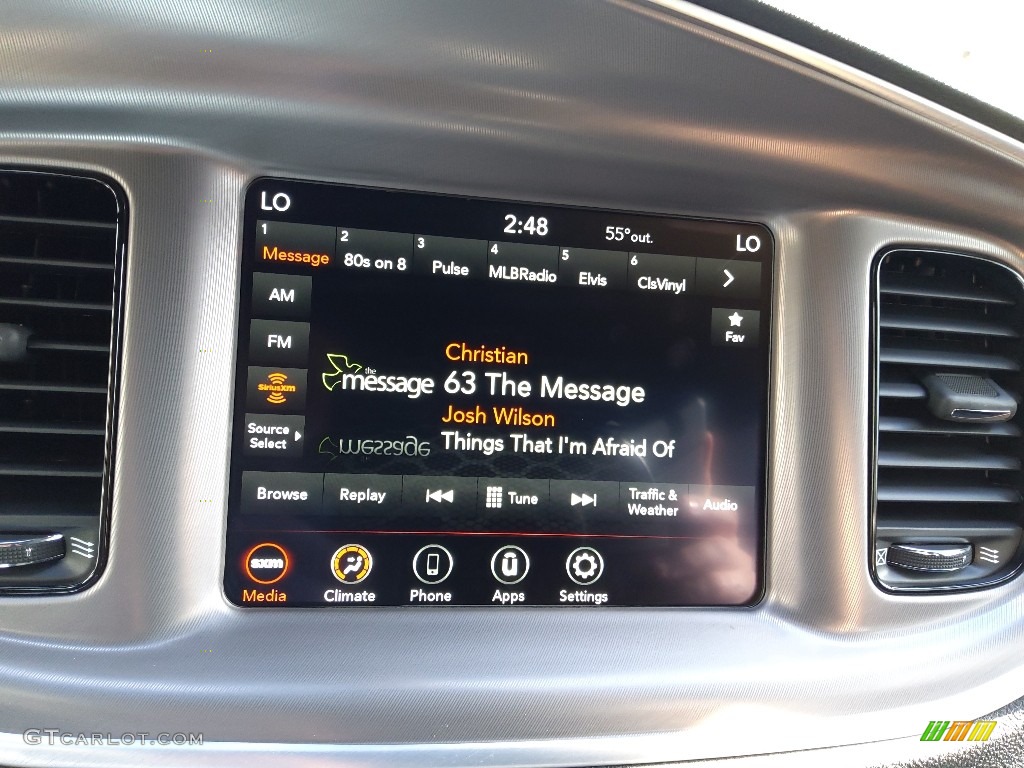 LO 2:48 55°out. LO
1 2 3 4 5 6
Message 80s on 8 Pulse MLBRadio Elvis ClsVinyl
AM
FM
SiriusXM
Source
Select
Fav
Christian
the
message
63 The Message
Josh Wilson
Things That I'm Afraid Of
message
Browse Replay Tune Traffic & Weather Audio
sxm
Media Climate Phone Apps Settings
GTCARLOT.COM